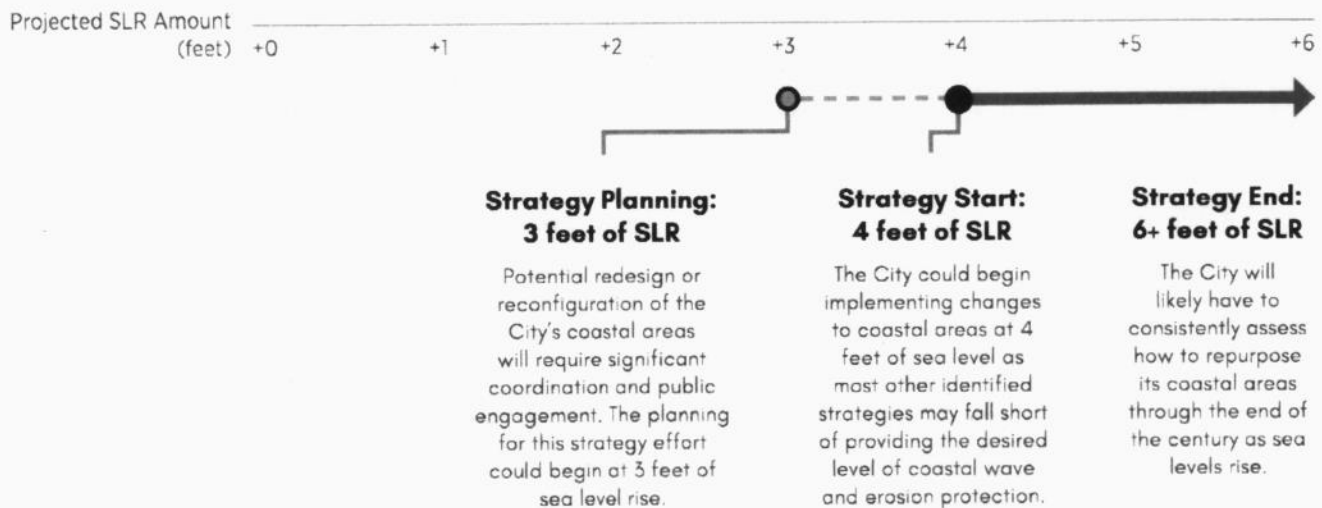 Projected SLR Amount
(feet) +0 +1 +2 +3 +4 +5 +6
Strategy Planning:
3 feet of SLR
Potential redesign or
reconfiguration of the
City's coastal areas
will require significant
coordination and public
engagement. The planning
for this strategy effort
could begin at 3 feet of
sea level rise.
Strategy Start:
4 feet of SLR
The City could begin
implementing changes
to coastal areas at 4
feet of sea level as
most other identified
strategies may fall short
of providing the desired
level of coastal wave
and erosion protection.
Strategy End:
6+ feet of SLR
The City will
likely have to
consistently assess
how to repurpose
its coastal areas
through the end of
the century as sea
levels rise.